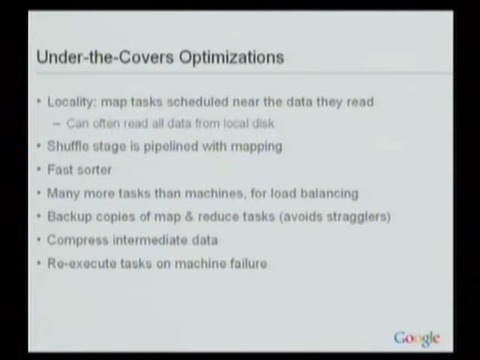 Under-the-Covers Optimizations
• Locality: map tasks scheduled near the data they read
– Can often read all data from local disk
• Shuffle stage is pipelined with mapping
• Fast sorter
• Many more tasks than machines, for load balancing
• Backup copies of map & reduce tasks (avoids stragglers)
• Compress intermediate data
• Re-execute tasks on machine failure
Google